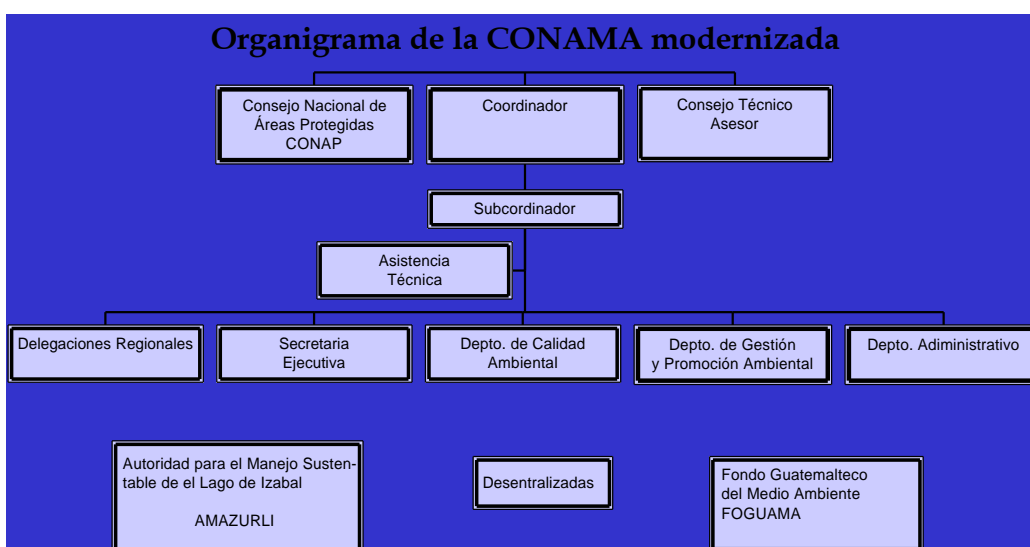 Organigrama de la CONAMA modernizada
Consejo Nacional de
Áreas Protegidas
CONAP
Coordinador
Consejo Técnico
Asesor
Subcordinador
Asistencia
Técnica
Delegaciones Regionales
Secretaria
Ejecutiva
Depto. de Calidad
Ambiental
Depto. de Gestión
y Promoción Ambiental
Depto. Adiministrativo
Autoridad para el Manejo Susten-
table de el Lago de Izabal
AMAZURLI
Desentralizadas
Fondo Guatemalteco
del Medio Ambiente
FOGUAMA